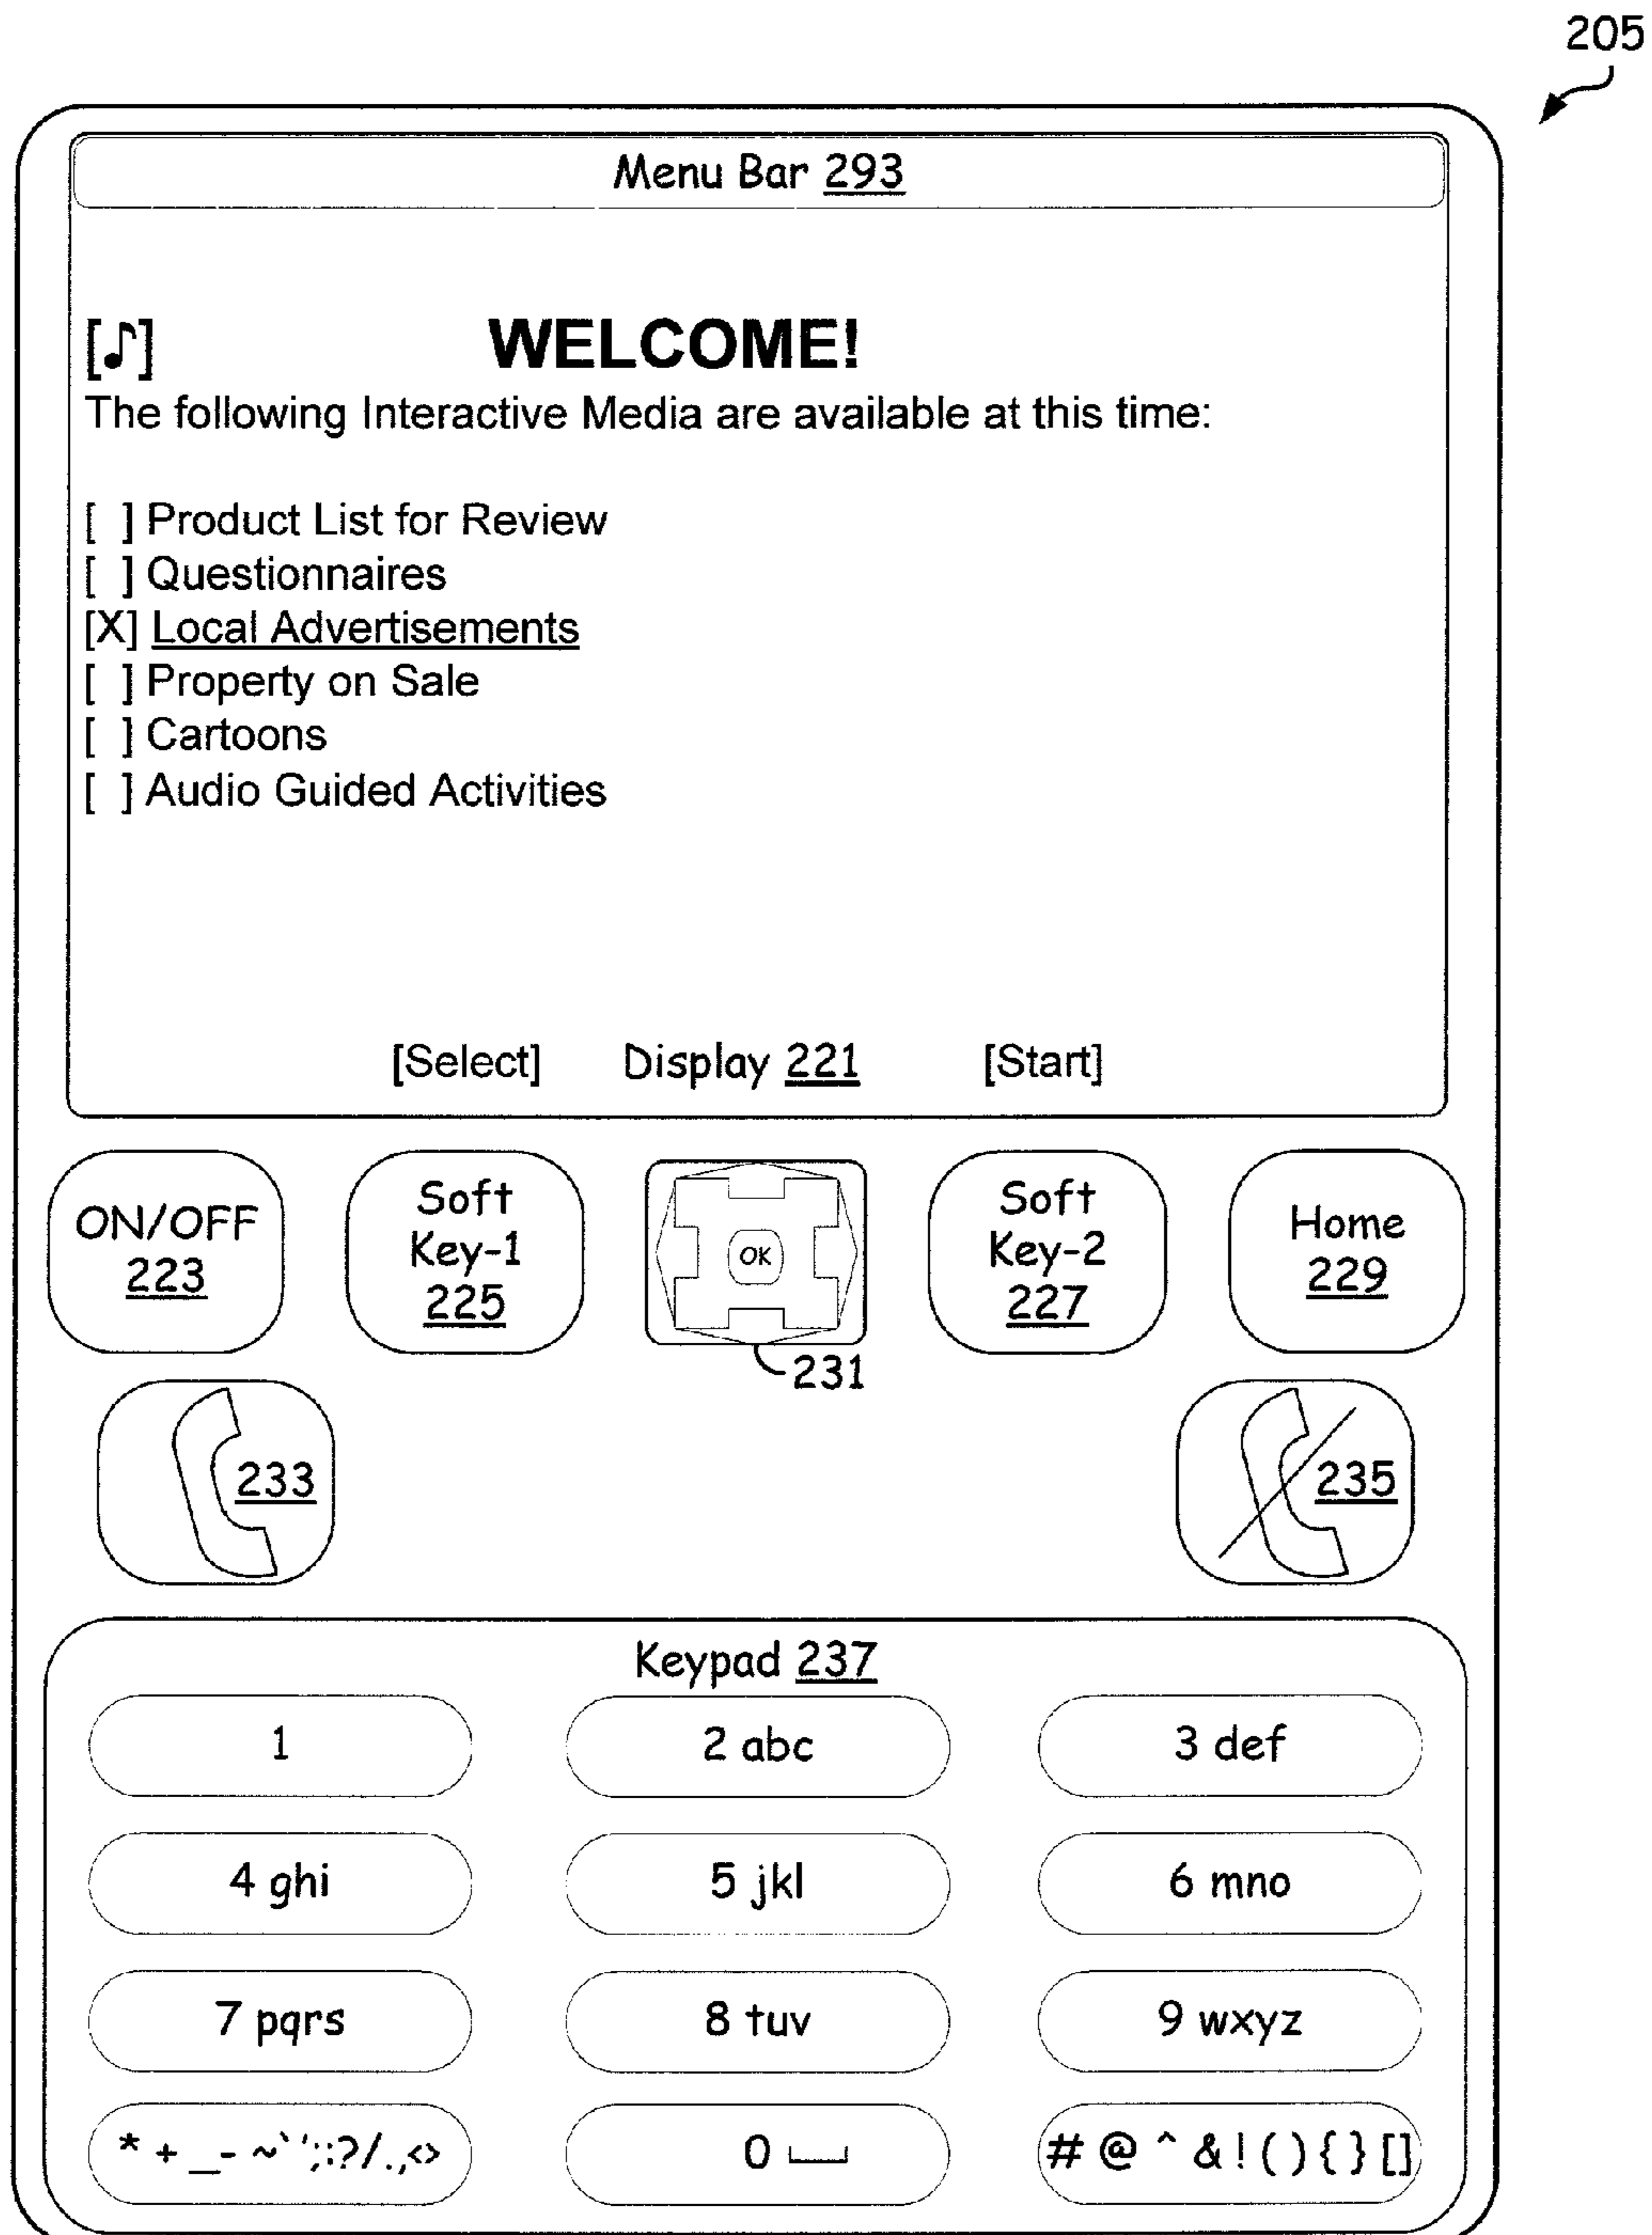 205
Menu Bar 293
[♪] WELCOME!
The following Interactive Media are available at this time:
[ ] Product List for Review
[ ] Questionnaires
[X] Local Advertisements
[ ] Property on Sale
[ ] Cartoons
[ ] Audio Guided Activities
[Select] Display 221 [Start]
ON/OFF
223
Soft
Key-1
225
OK
231
Soft
Key-2
227
Home
229
233
235
Keypad 237
1
2 abc
3 def
4 ghi
5 jkl
6 mno
7 pqrs
8 tuv
9 wxyz
* + _- ~` ';:?/.,<>
0 ⎵
# @ ^ & ! ( ) { } []